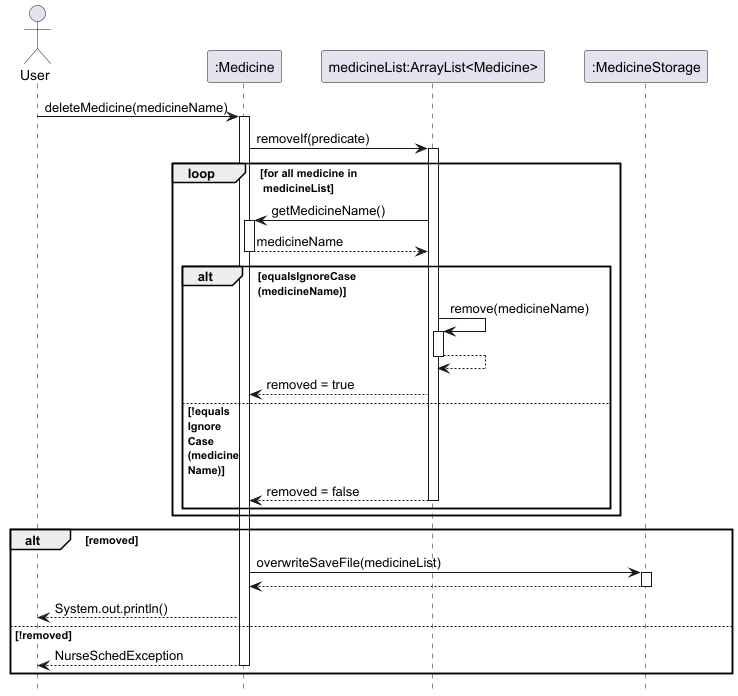 User
:Medicine
medicineList:ArrayList<Medicine>
:MedicineStorage
deleteMedicine(medicineName)
removeIf(predicate)
loop
[for all medicine in
medicineList]
getMedicineName()
medicineName
alt
[equalsIgnoreCase
(medicineName)]
remove(medicineName)
removed = true
[!equals
Ignore
Case
(medicine
Name)]
removed = false
alt
[removed]
overwriteSaveFile(medicineList)
System.out.println()
[!removed]
NurseSchedException